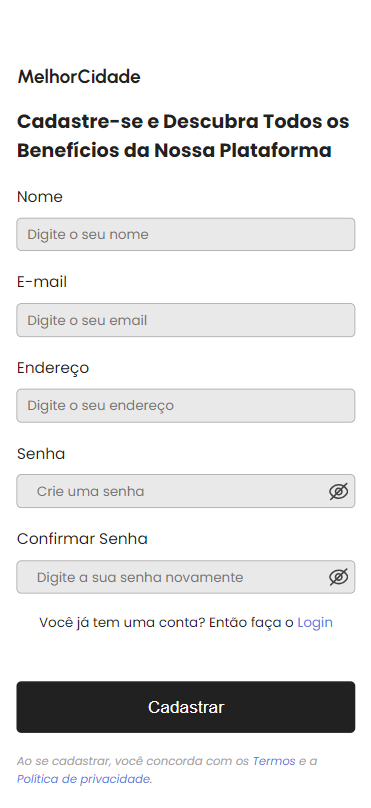 MelhorCidade
Cadastre-se e Descubra Todos os
Benefícios da Nossa Plataforma
Nome
Digite o seu nome
E-mail
Digite o seu email
Endereço
Digite o seu endereço
Senha
Crie uma senha
Confirmar Senha
Digite a sua senha novamente
Você já tem uma conta? Então faça o Login
Cadastrar
Ao se cadastrar, você concorda com os Termos e a
Política de privacidade.